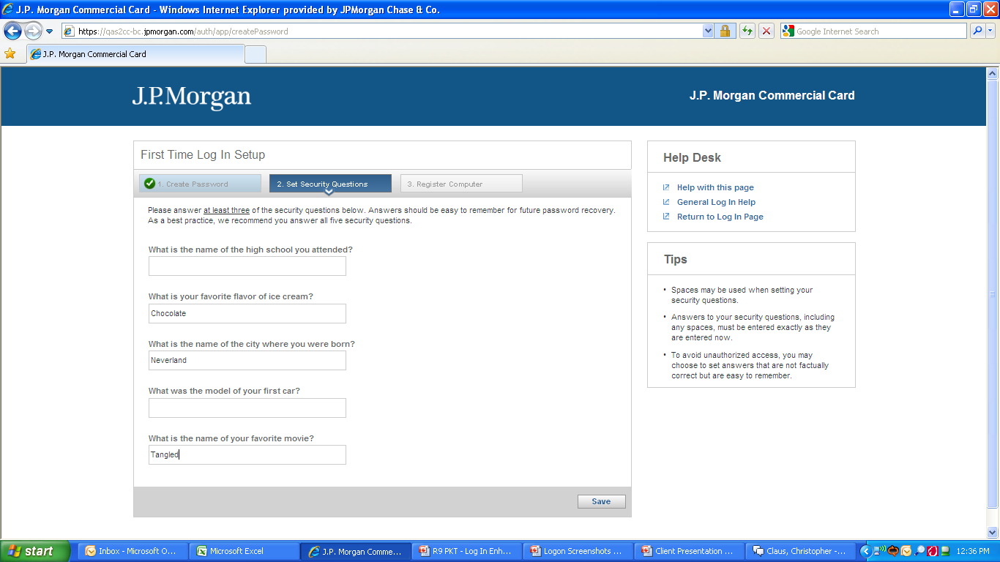 J.P. Morgan Commercial Card - Windows Internet Explorer provided by JPMorgan Chase & Co.
https://qas2cc-bc.jpmorgan.com/auth/app/createPassword
Google Internet Search
J.P. Morgan Commercial Card
J.P.Morgan
J.P. Morgan Commercial Card
First Time Log In Setup
1. Create Password
2. Set Security Questions
3. Register Computer
Please answer at least three of the security questions below. Answers should be easy to remember for future password recovery.
As a best practice, we recommend you answer all five security questions.
What is the name of the high school you attended?
What is your favorite flavor of ice cream?
Chocolate
What is the name of the city where you were born?
Neverland
What was the model of your first car?
What is the name of your favorite movie?
Tangled
Save
Help Desk
Help with this page
General Log In Help
Return to Log In Page
Tips
• Spaces may be used when setting your
security questions.
• Answers to your security questions, including
any spaces, must be entered exactly as they
are entered now.
• To avoid unauthorized access, you may
choose to set answers that are not factually
correct but are easy to remember.
start
Inbox - Microsoft O...
Microsoft Excel
J.P. Morgan Comme...
R9 PKT - Log In Enh...
Logon Screenshots ...
Client Presentation ...
Claus, Christopher -...
12:36 PM